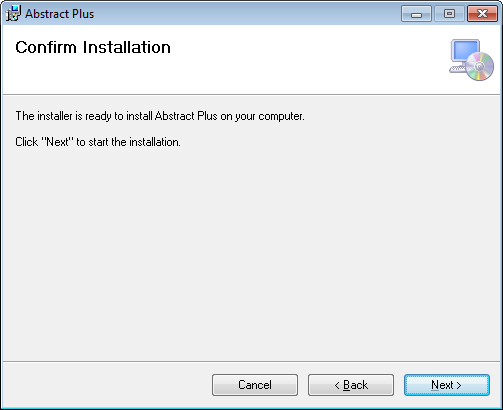 Abstract Plus
Confirm Installation
The installer is ready to install Abstract Plus on your computer.
Click "Next" to start the installation.
Cancel
< Back
Next >